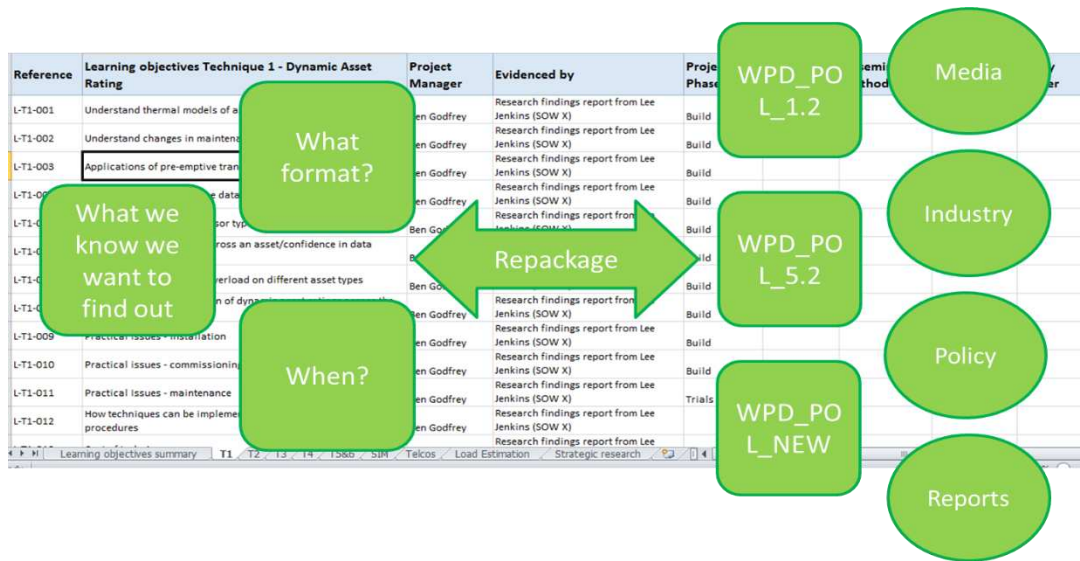 Reference
Learning objectives Technique 1 - Dynamic Asset
Rating
Project
Manager
Evidenced by
L-T1-001
Understand thermal models of a
Research findings report from Lee
Jenkins (SOW X)
Build
L-T1-002
Understand changes in
Research findings report from Lee
Jenkins (SOW X)
Build
L-T1-003
Applications of pre-emptive
Research findings report from Lee
Jenkins (SOW X)
Build
Research findings report from Lee
Jenkins (SOW X)
Build
Ben Godfrey
Research findings report from
across an asset/confidence in data
overload on different asset types
Jenkins (SOW X)
Build
Research findings report from Lee
Jenkins (SOW X)
Build
L-T1-009
Practical issues - installation
Research findings report from Lee
Jenkins (SOW X)
Build
L-T1-010
Practical issues - commissioning
Research findings report from Lee
Jenkins (SOW X)
Build
L-T1-011
Practical Issues - maintenance
Research findings report from Lee
Jenkins (SOW X)
Trials
L-T1-012
How techniques can be
procedures
Research findings report from Lee
Jenkins (SOW X)
Research findings report from Lee
Learning objectives summary T1 T2 T3 T4 T5&6 SIM Telcos Load Estimation Strategic research
What we
know we
want to
find out
What
format?
When?
Repackage
WPD_PO
L_1.2
WPD_PO
L_5.2
WPD_PO
L_NEW
Media
Industry
Policy
Reports